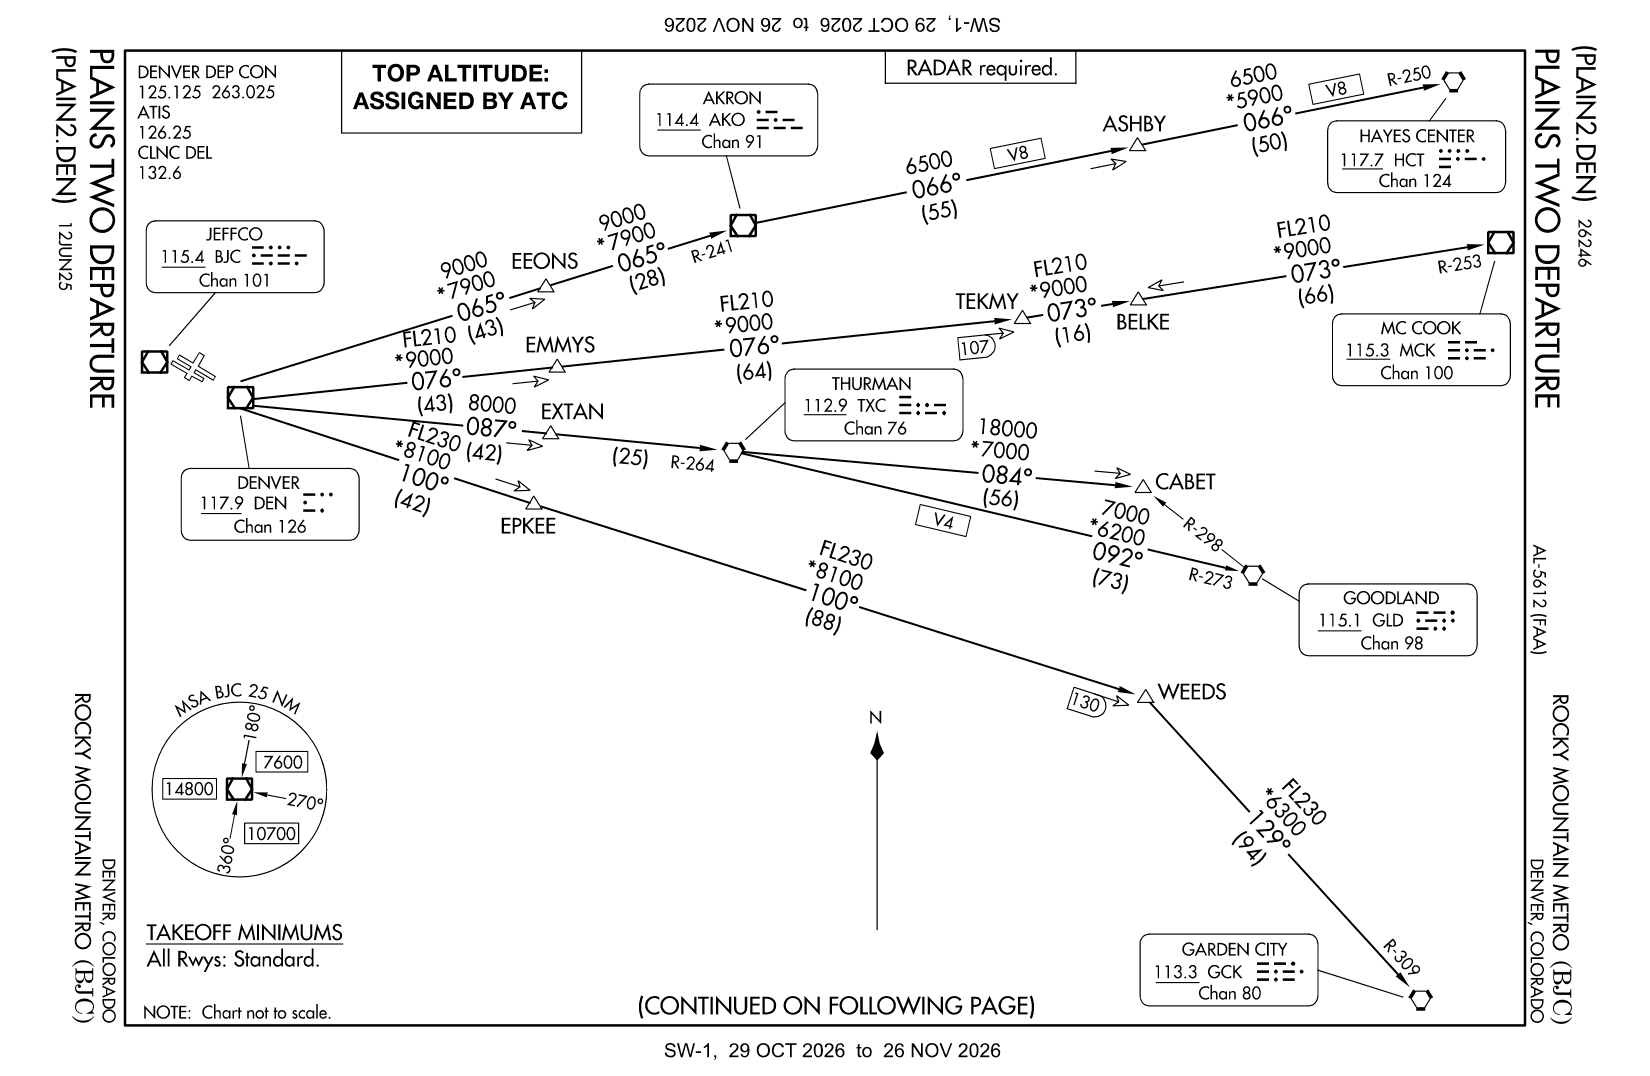 SW-1, 29 OCT 2026 to 26 NOV 2026
(PLAIN2.DEN) 12JUN25
PLAINS TWO DEPARTURE
ROCKY MOUNTAIN METRO (BJC)
DENVER, COLORADO
DENVER DEP CON
125.125 263.025
ATIS
126.25
CLNC DEL
132.6
TOP ALTITUDE:
ASSIGNED BY ATC
RADAR required.
AKRON
114.4 AKO
Chan 91
JEFFCO
115.4 BJC
Chan 101
DENVER
117.9 DEN
Chan 126
9000
*7900
065°
(43)
EEONS
9000
*7900
065°
(28)
R-241
6500
066°
(55)
V8
ASHBY
6500
*5900
066°
(50)
V8
R-250
HAYES CENTER
117.7 HCT
Chan 124
FL210
*9000
076°
(43)
EMMYS
FL210
*9000
076°
(64)
TEKMY
107
FL210
*9000
073°
(16)
BELKE
FL210
*9000
073°
(66)
R-253
MC COOK
115.3 MCK
Chan 100
8000
087°
(42)
EXTAN
(25)
R-264
THURMAN
112.9 TXC
Chan 76
18000
*7000
084°
(56)
CABET
R-298
V4
7000
*6200
092°
(73)
R-273
GOODLAND
115.1 GLD
Chan 98
FL230
*8100
100°
(42)
EPKEE
FL230
*8100
100°
(88)
130
WEEDS
FL230
*6300
129°
(94)
R-309
GARDEN CITY
113.3 GCK
Chan 80
MSA BJC 25 NM
180°
7600
14800
270°
10700
360°
N
TAKEOFF MINIMUMS
All Rwys: Standard.
NOTE: Chart not to scale.
(CONTINUED ON FOLLOWING PAGE)
(PLAIN2.DEN) 26246
PLAINS TWO DEPARTURE
AL-5612 (FAA)
ROCKY MOUNTAIN METRO (BJC)
DENVER, COLORADO
SW-1, 29 OCT 2026 to 26 NOV 2026